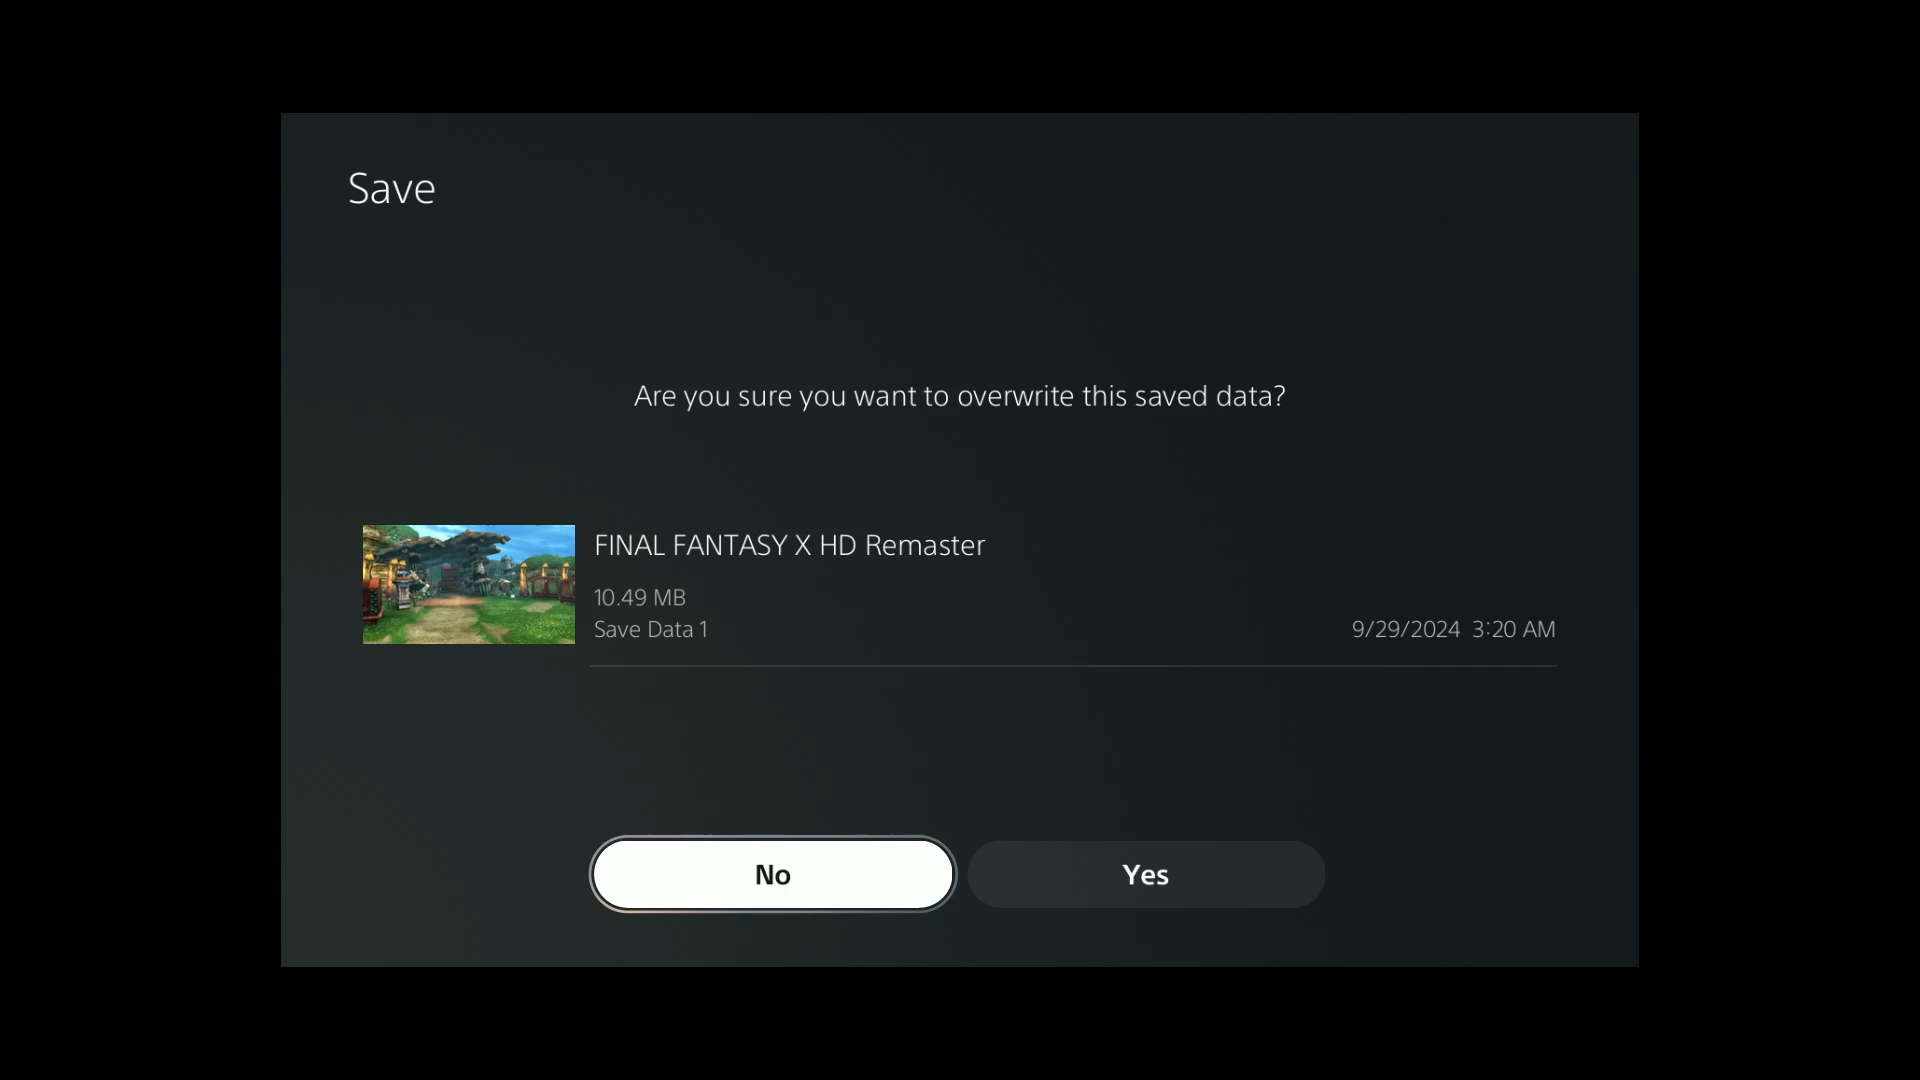 Save
Are you sure you want to overwrite this saved data?
FINAL FANTASY X HD Remaster
10.49 MB
Save Data 1
9/29/2024 3:20 AM
No
Yes